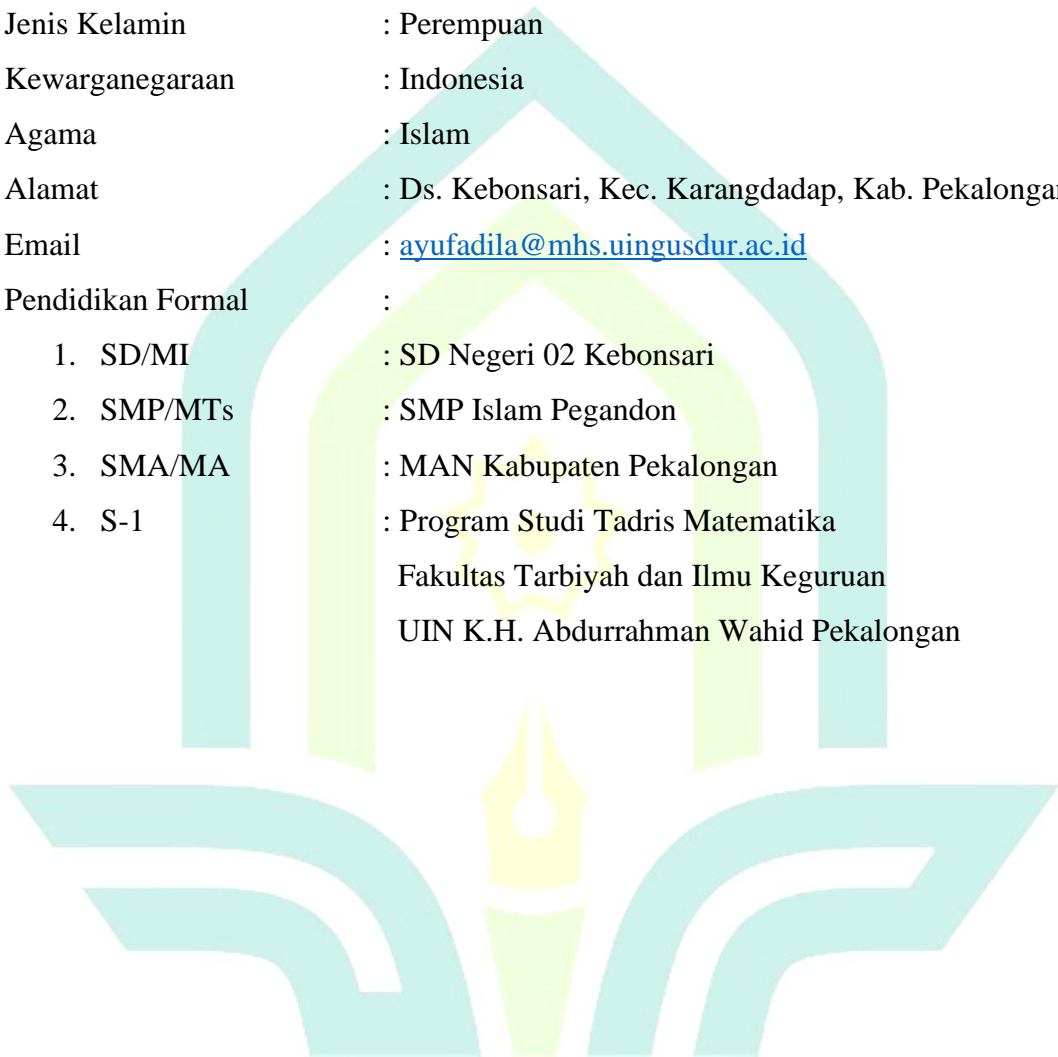 Jenis Kelamin : Perempuan
Kewarganegaraan : Indonesia
Agama : Islam
Alamat : Ds. Kebonsari, Kec. Karangdadap, Kab. Pekalongan
Email : ayufadila@mhs.uingusdur.ac.id
Pendidikan Formal :
1. SD/MI : SD Negeri 02 Kebonsari
2. SMP/MTs : SMP Islam Pegandon
3. SMA/MA : MAN Kabupaten Pekalongan
4. S-1 : Program Studi Tadris Matematika
Fakultas Tarbiyah dan Ilmu Keguruan
UIN K.H. Abdurrahman Wahid Pekalongan